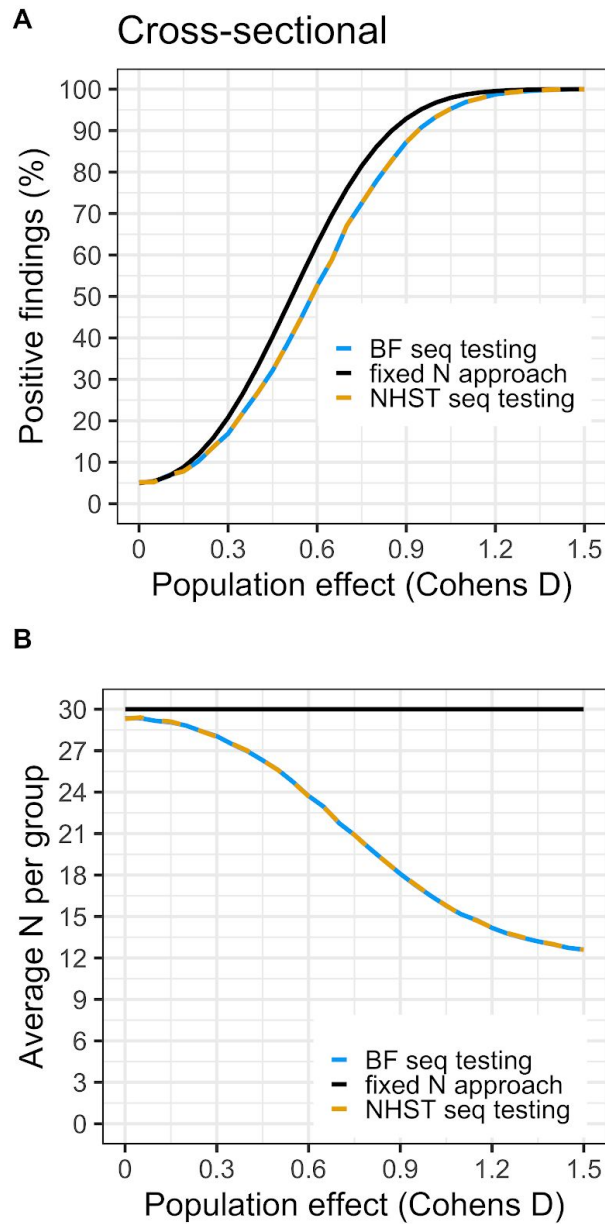 A
Cross-sectional
Positive findings (%)
100
90
80
70
60
50
40
30
20
10
0
BF seq testing
fixed N approach
NHST seq testing
0 0.3 0.6 0.9 1.2 1.5
Population effect (Cohens D)
B
Average N per group
30
27
24
21
18
15
12
9
6
3
0
BF seq testing
fixed N approach
NHST seq testing
0 0.3 0.6 0.9 1.2 1.5
Population effect (Cohens D)